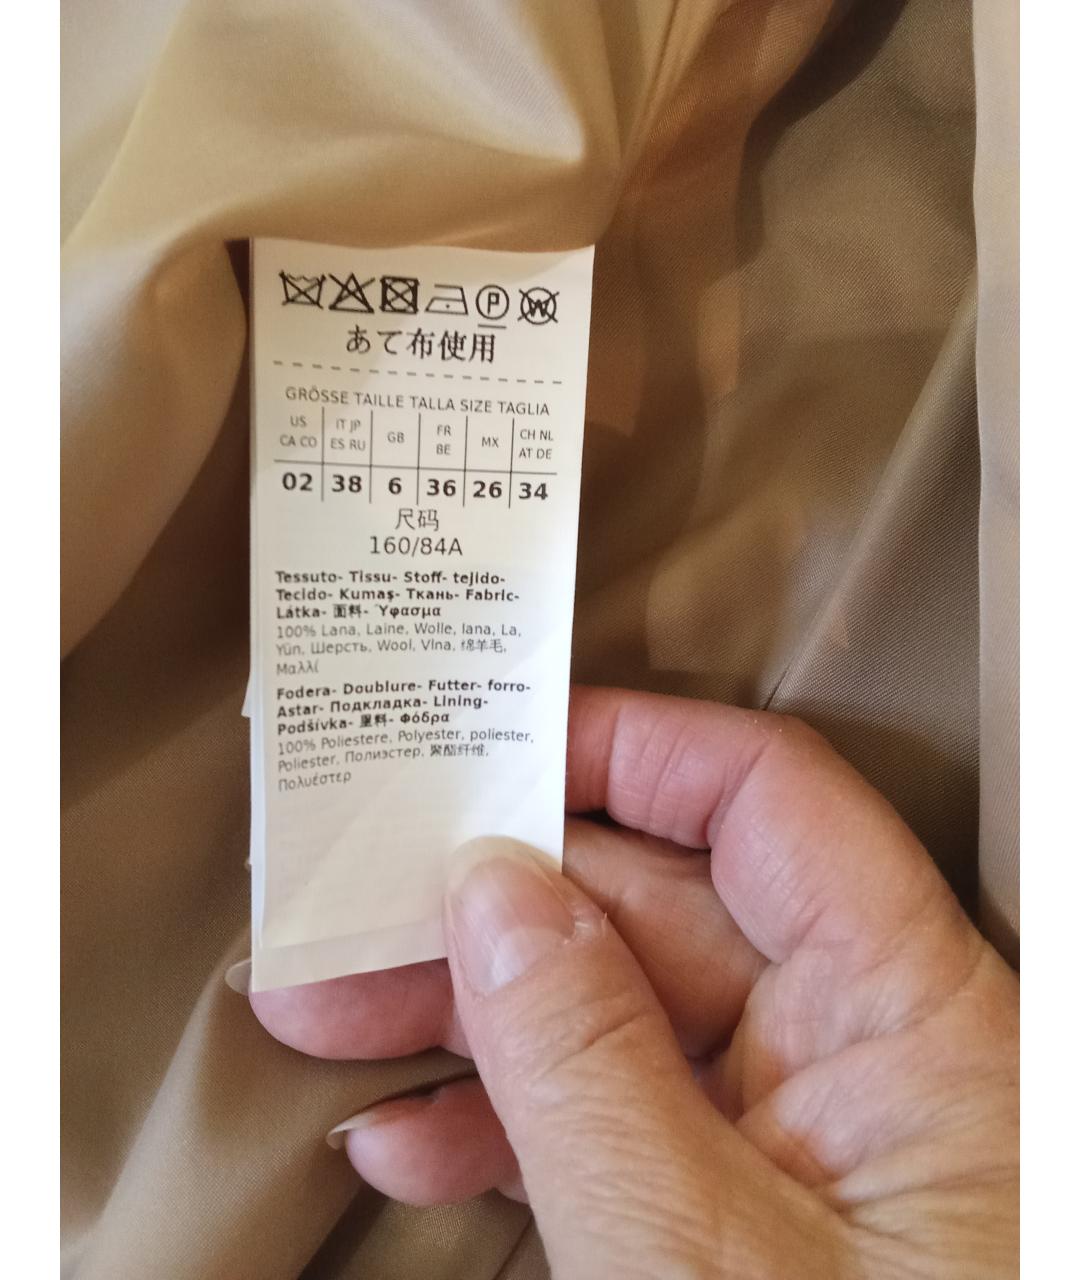 P W
あて布使用
GRÖSSE TAILLE TALLA SIZE TAGLIA
US CA CO IT JP ES RU GB FR BE MX CH NL AT DE
02 38 6 36 26 34
尺码
160/84A
Tessuto- Tissu- Stoff- tejido-
Tecido- Kumaş- Ткань- Fabric-
Látka- 面料- Ύφασμα
100% Lana, Laine, Wolle, lana, La,
Yün, Шерсть, Wool, Vlna, 绵羊毛,
Μαλλί
Fodera- Doublure- Futter- forro-
Astar- Подкладка- Lining-
Podšívka- 里料- Φόδρα
100% Poliestere, Polyester, poliester,
Poliester, Полиэстер, 聚酯纤维,
Πολυέστερ